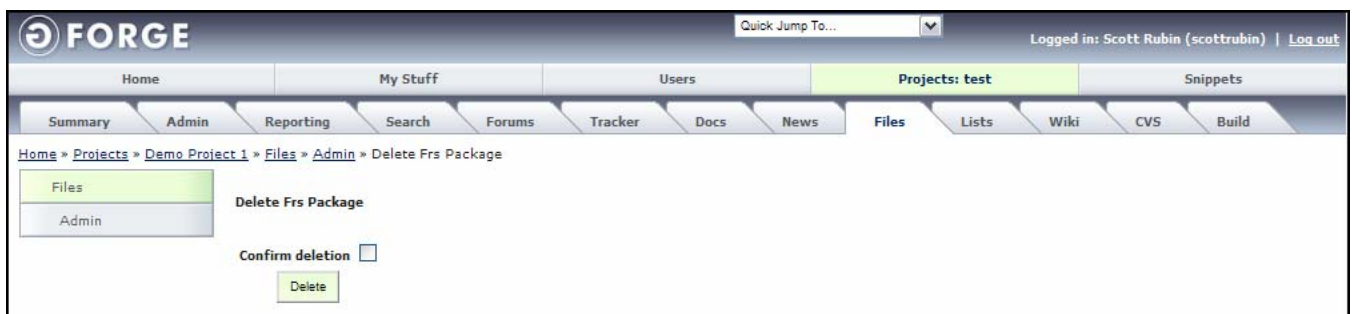 GFORGE
Quick Jump To...
Logged in: Scott Rubin (scottrubin) | Log out
Home My Stuff Users Projects: test Snippets
Summary Admin Reporting Search Forums Tracker Docs News Files Lists Wiki CVS Build
Home » Projects » Demo Project 1 » Files » Admin » Delete Frs Package
Files
Admin
Delete Frs Package
Confirm deletion
Delete